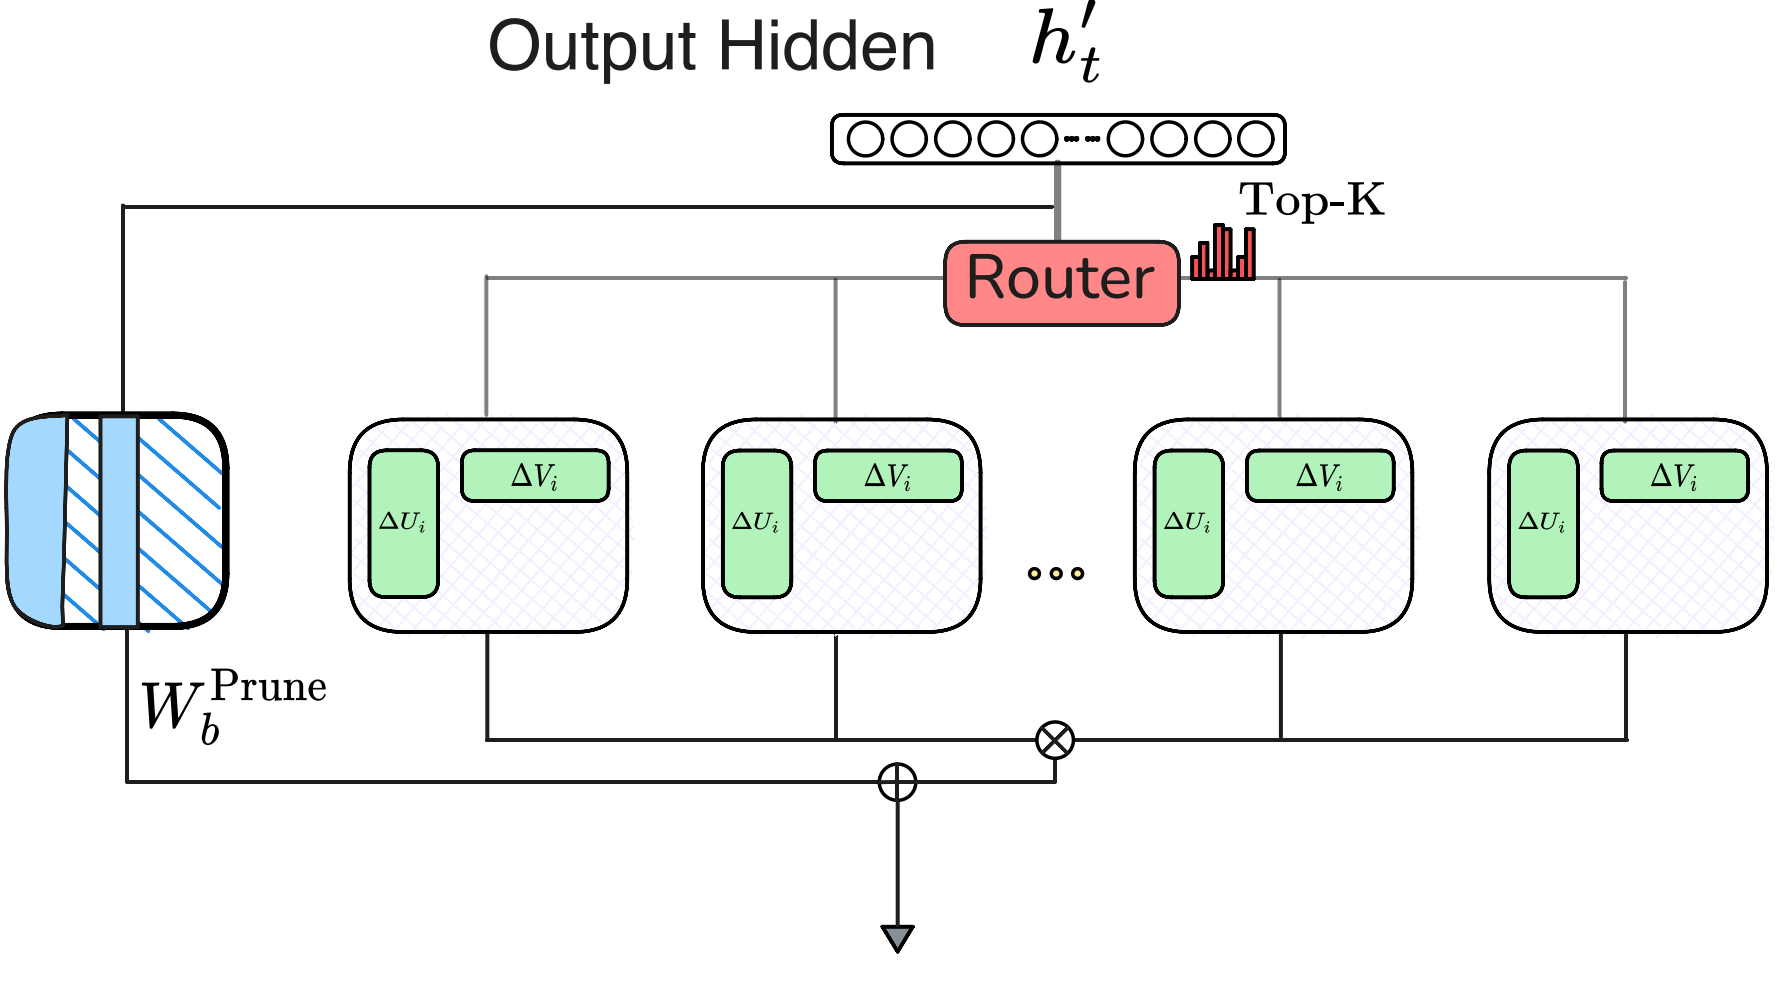 Output Hidden $h'_t$
Top-K
Router
$\Delta V_i$ $\Delta V_i$ $\Delta V_i$ $\Delta V_i$
$\Delta U_i$ $\Delta U_i$ $\Delta U_i$ $\Delta U_i$
$W_b^{\text{Prune}}$